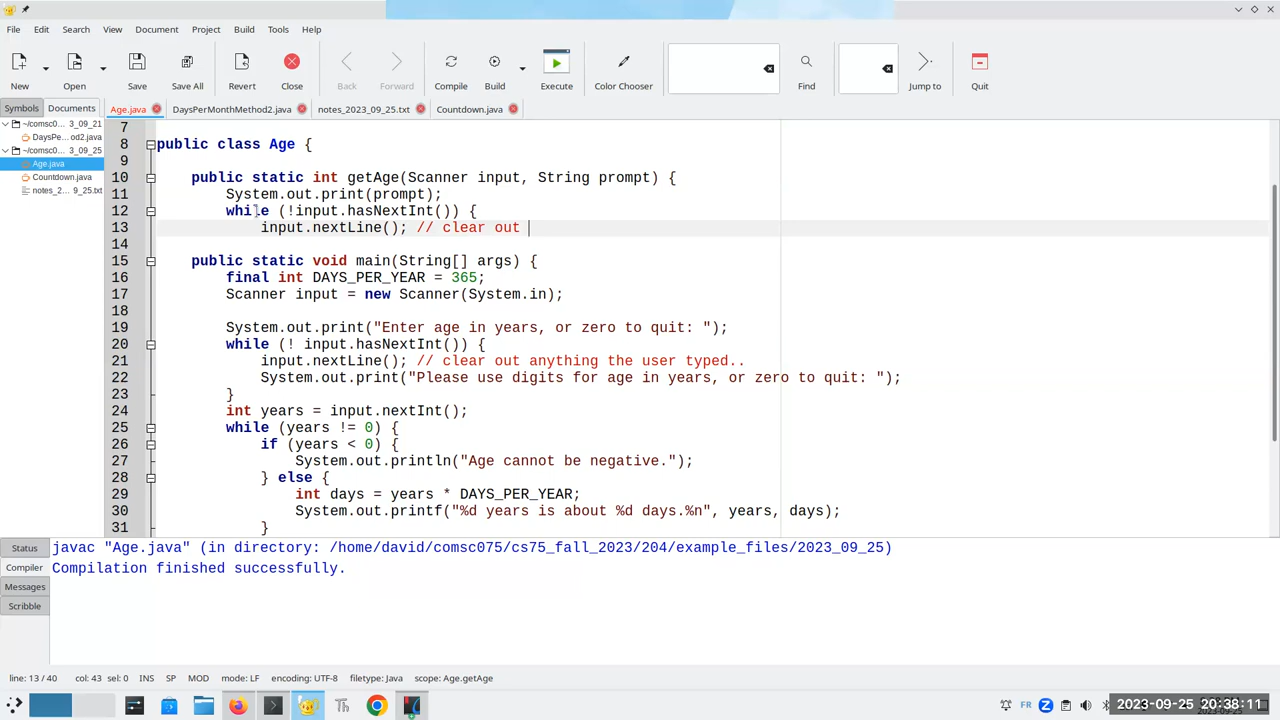 File Edit Search View Document Project Build Tools Help
New Open Save Save All Revert Close Back Forward Compile Build Execute Color Chooser Find Jump to Quit
Symbols Documents Age.java DaysPerMonthMethod2.java notes_2023_09_25.txt Countdown.java
~/comsc0… 3_09_21
DaysPe…od2.java
~/comsc0… 3_09_25
Age.java
Countdown.java
notes_2… 9_25.txt
7
8 public class Age {
9
10 public static int getAge(Scanner input, String prompt) {
11 System.out.print(prompt);
12 while (!input.hasNextInt()) {
13 input.nextLine(); // clear out
14
15 public static void main(String[] args) {
16 final int DAYS_PER_YEAR = 365;
17 Scanner input = new Scanner(System.in);
18
19 System.out.print("Enter age in years, or zero to quit: ");
20 while (! input.hasNextInt()) {
21 input.nextLine(); // clear out anything the user typed..
22 System.out.print("Please use digits for age in years, or zero to quit: ");
23 }
24 int years = input.nextInt();
25 while (years != 0) {
26 if (years < 0) {
27 System.out.println("Age cannot be negative.");
28 } else {
29 int days = years * DAYS_PER_YEAR;
30 System.out.printf("%d years is about %d days.%n", years, days);
31 }
Status
Compiler
Messages
Scribble
javac "Age.java" (in directory: /home/david/comsc075/cs75_fall_2023/204/example_files/2023_09_25)
Compilation finished successfully.
line: 13 / 40 col: 43 sel: 0 INS SP MOD mode: LF encoding: UTF-8 filetype: Java scope: Age.getAge
FR 2023-09-25 20:38:11